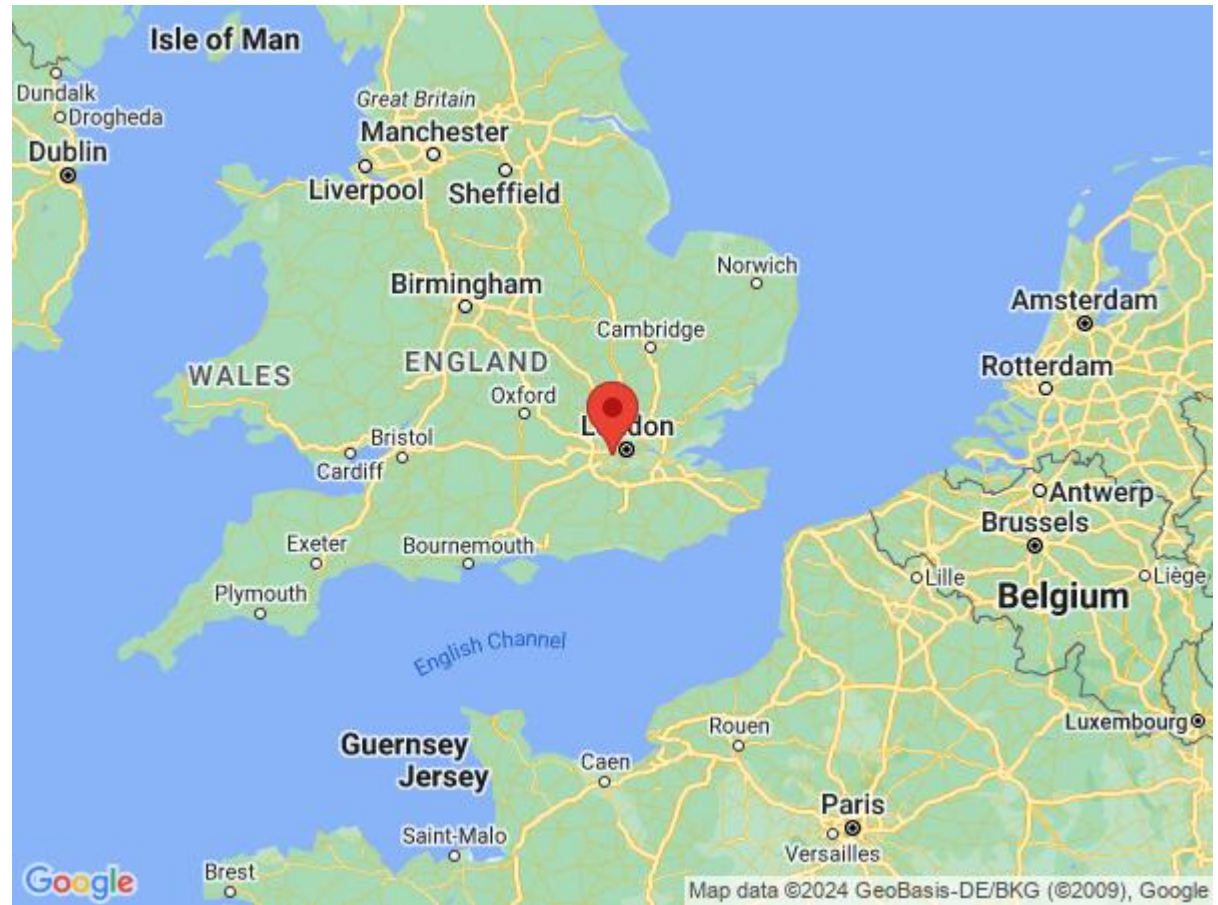 Isle of Man
Dundalk
Drogheda
Great Britain
Manchester
Dublin
Liverpool
Sheffield
Norwich
Birmingham
Amsterdam
Cambridge
ENGLAND
WALES
Rotterdam
Oxford
London
Bristol
Cardiff
Antwerp
Brussels
Exeter
Bournemouth
Lille
Liège
Plymouth
Belgium
English Channel
Luxembourg
Rouen
Guernsey
Jersey
Caen
Paris
Saint-Malo
Versailles
Brest
Google
Map data ©2024 GeoBasis-DE/BKG (©2009), Google